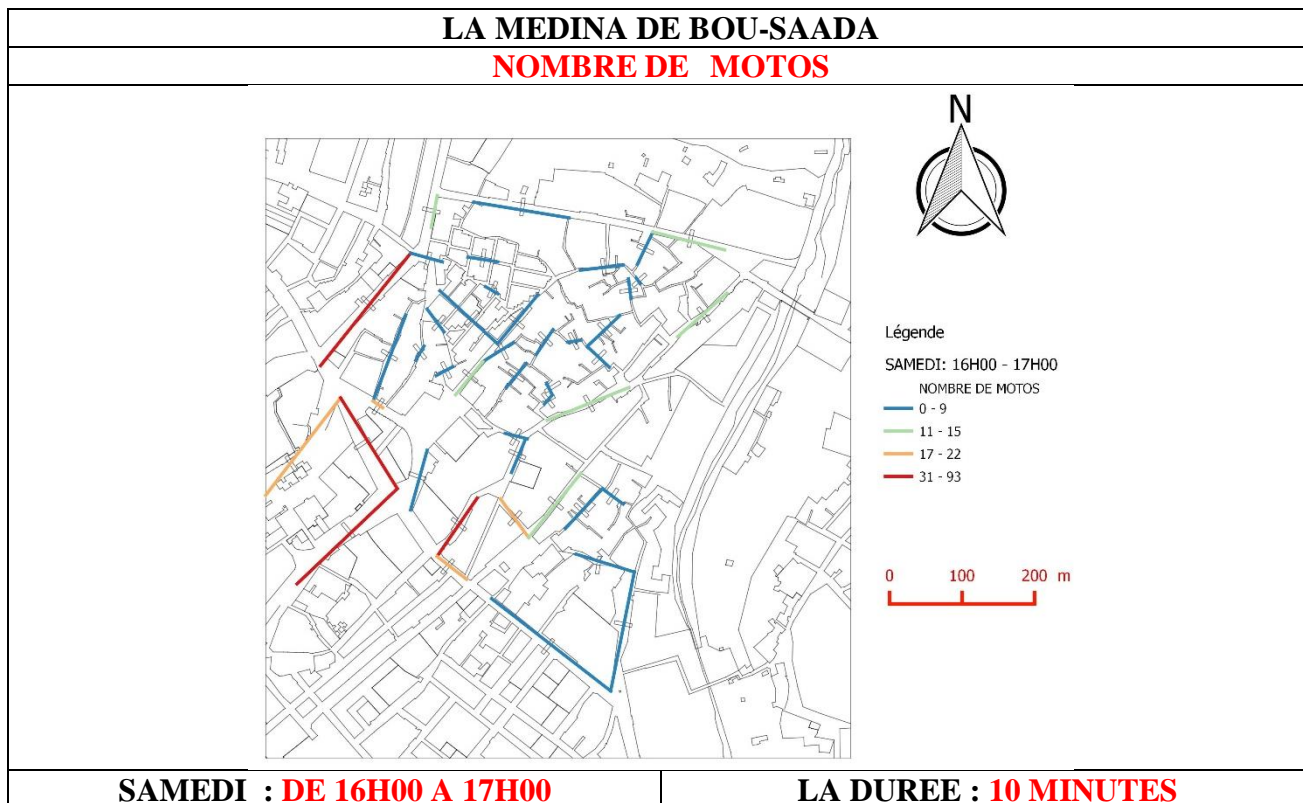 LA MEDINA DE BOU-SAADA
NOMBRE DE MOTOS
N
Légende
SAMEDI: 16H00 - 17H00
NOMBRE DE MOTOS
0 - 9
11 - 15
17 - 22
31 - 93
0 100 200 m
SAMEDI : DE 16H00 A 17H00
LA DUREE : 10 MINUTES